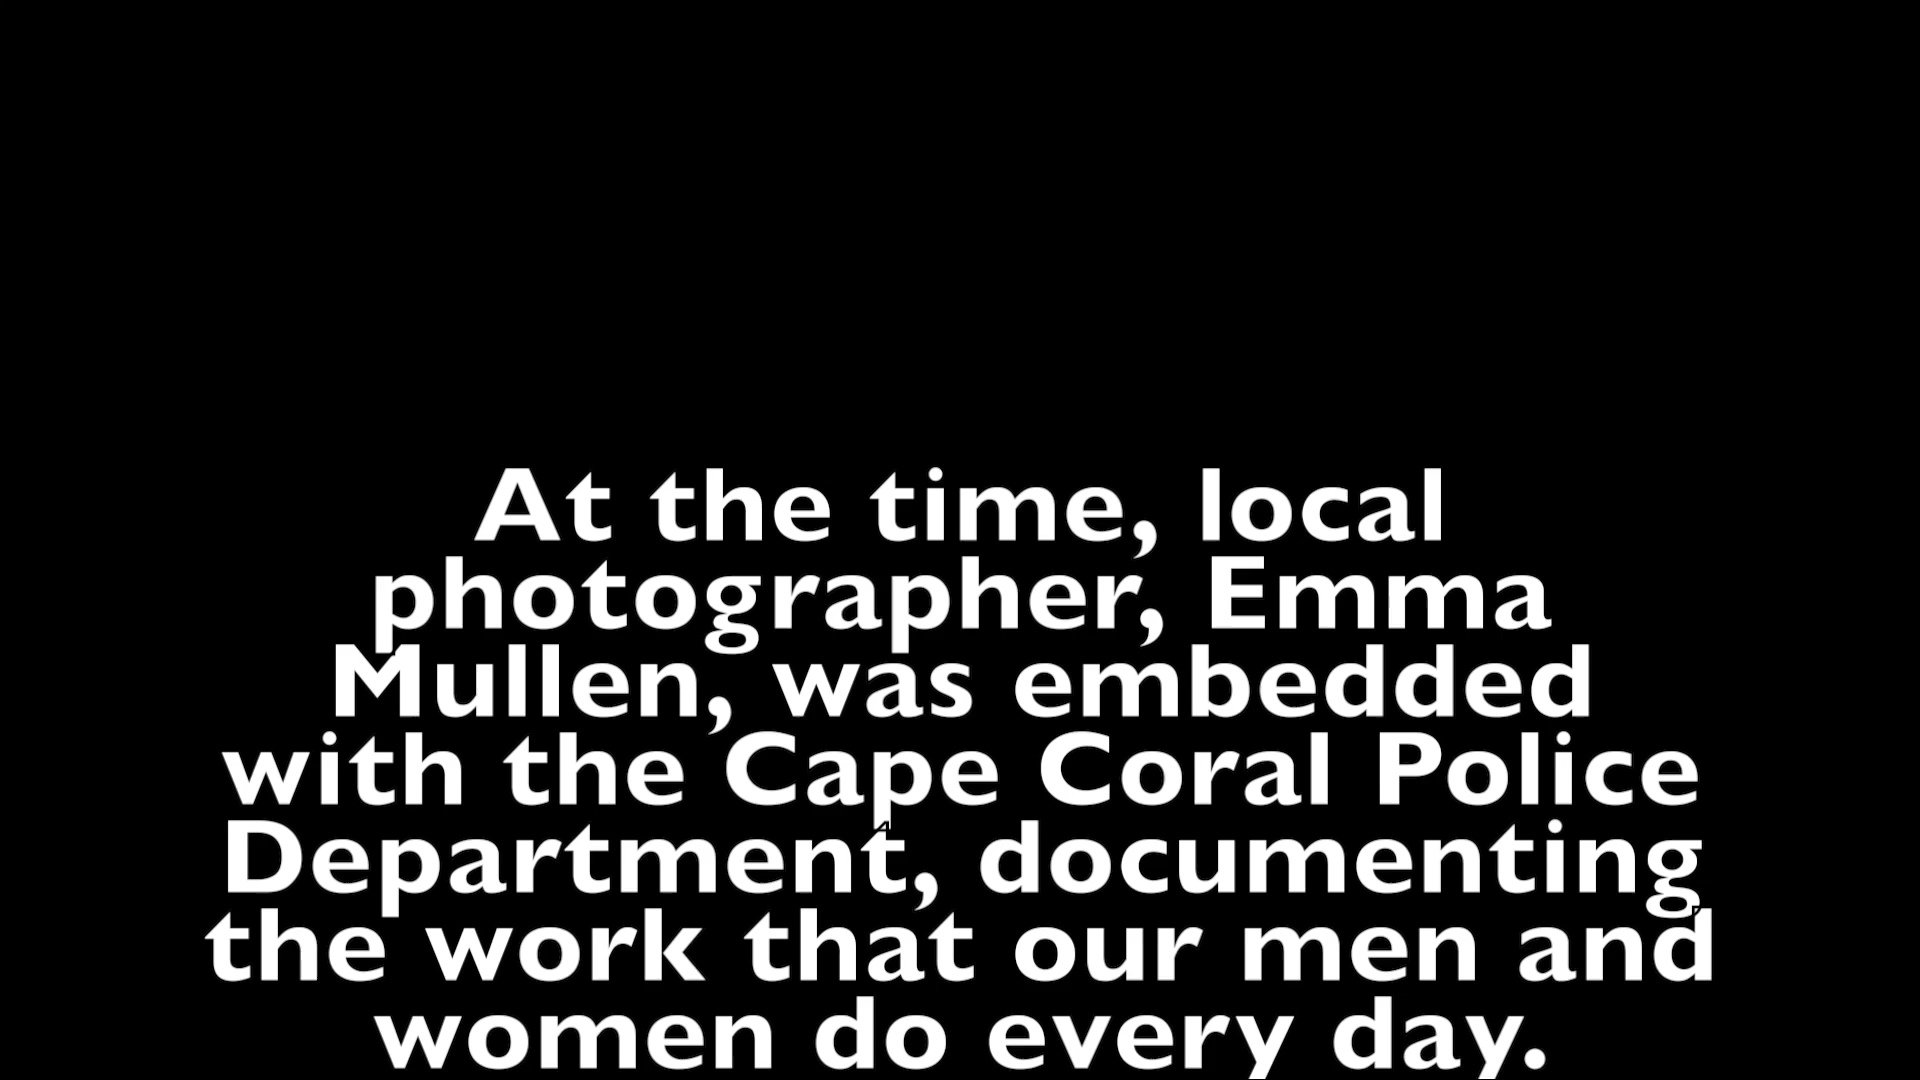 At the time, local
photographer, Emma
Mullen, was embedded
with the Cape Coral Police
Department, documenting
the work that our men and
women do every day.